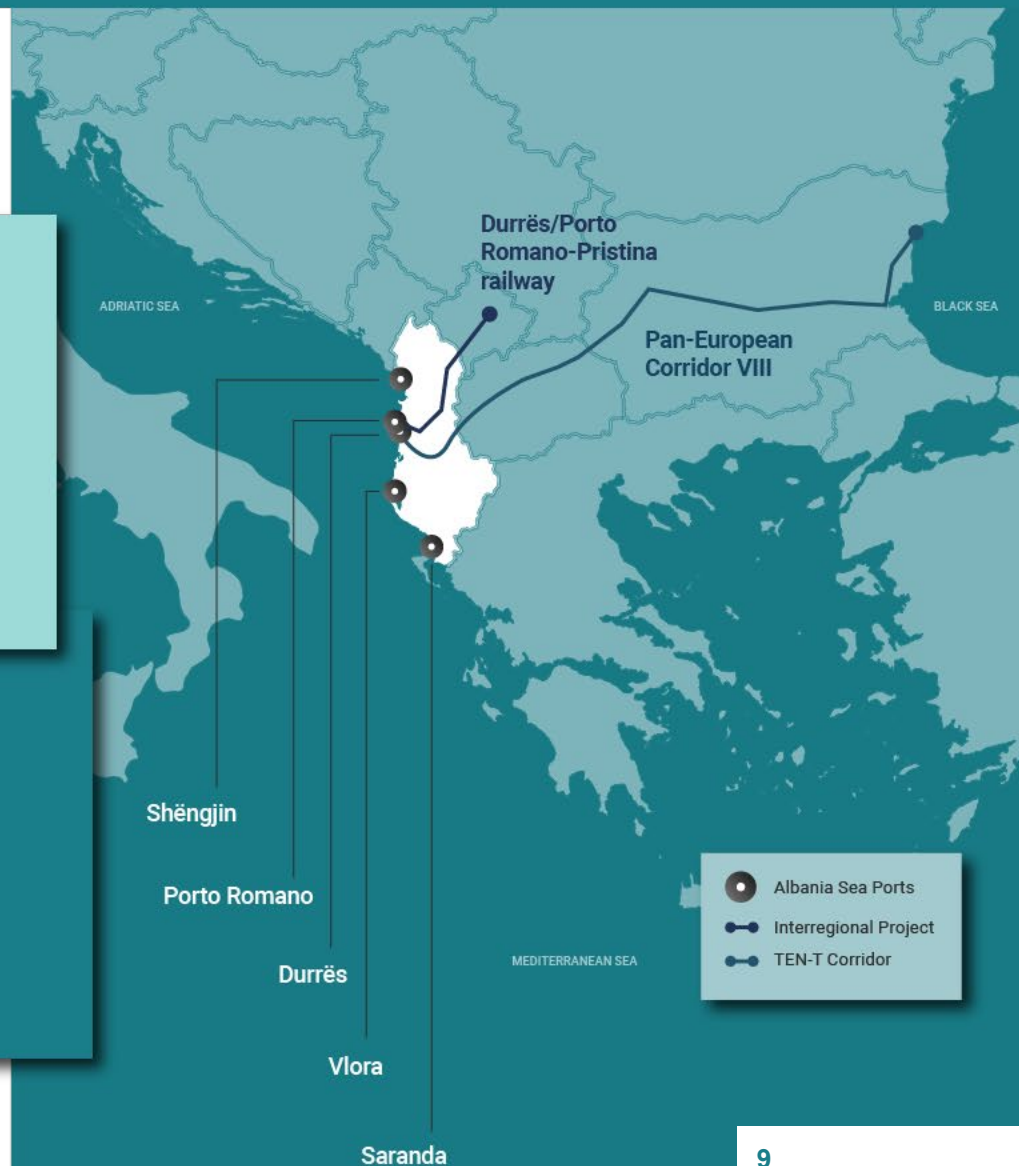 Durrës/Porto
Romano-Pristina
railway
ADRIATIC SEA
BLACK SEA
Pan-European
Corridor VIII
Shëngjin
Porto Romano
Durrës
Vlora
Saranda
MEDITERRANEAN SEA
Albania Sea Ports
Interregional Project
TEN-T Corridor
9